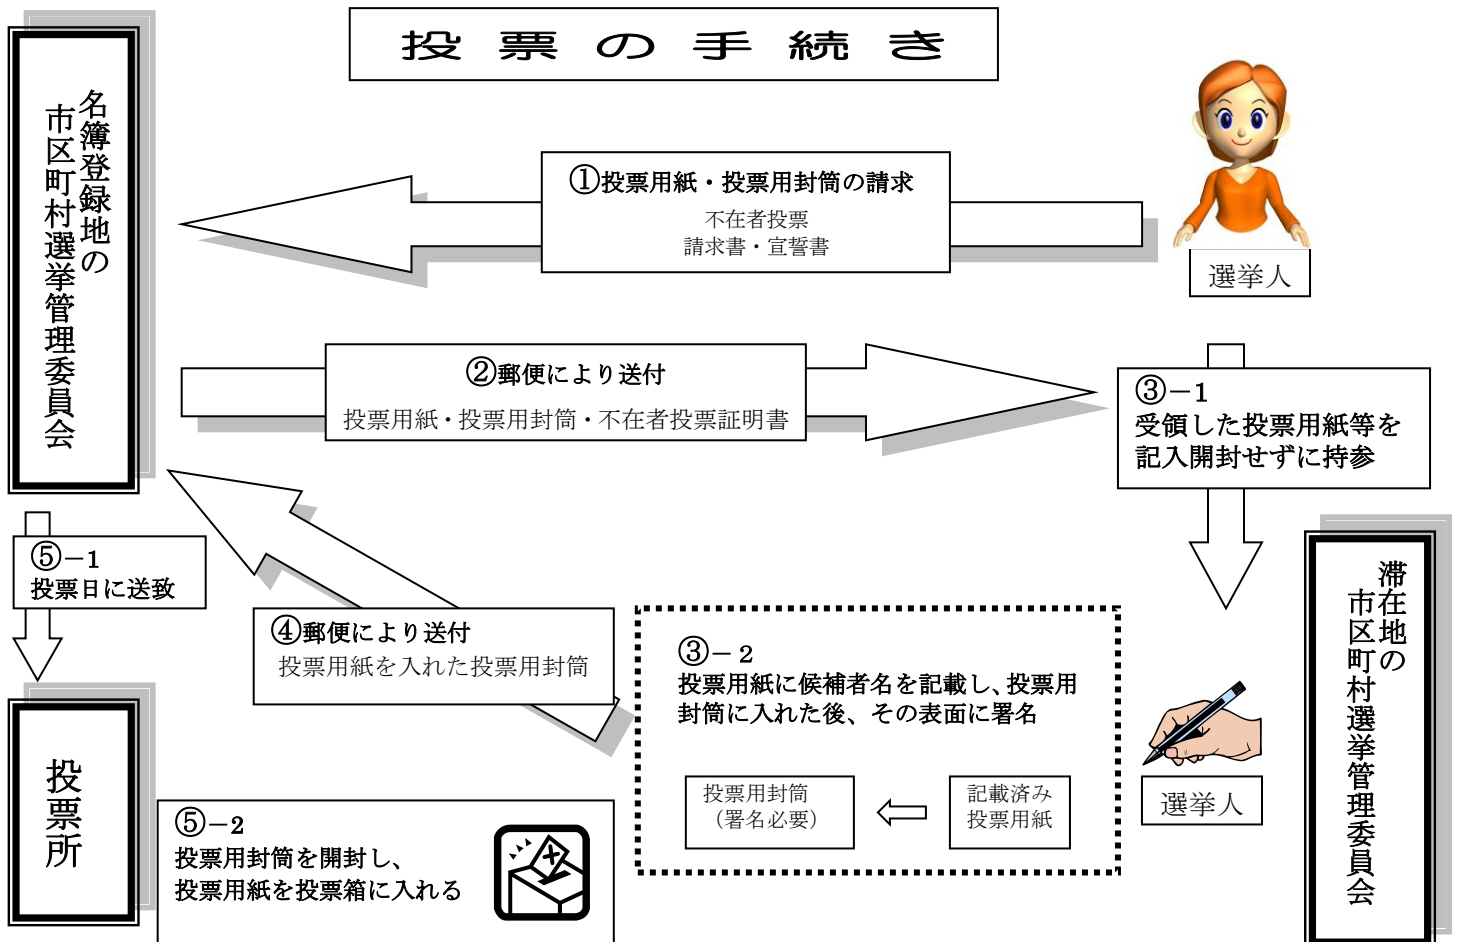 投票の手続き
名簿登録地の
市区町村選挙管理委員会
①投票用紙・投票用封筒の請求
不在者投票
請求書・宣誓書
選挙人
②郵便により送付
投票用紙・投票用封筒・不在者投票証明書
③－1
受領した投票用紙等を
記入開封せずに持参
滞在地の
市区町村選挙管理委員会
③－2
投票用紙に候補者名を記載し、投票用
封筒に入れた後、その表面に署名
記載済み
投票用紙
投票用封筒
（署名必要）
選挙人
④郵便により送付
投票用紙を入れた投票用封筒
⑤－1
投票日に送致
投票所
⑤－2
投票用封筒を開封し、
投票用紙を投票箱に入れる